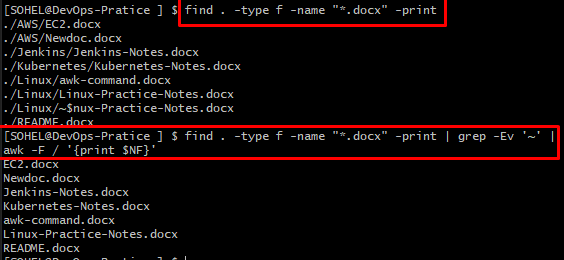 [SOHEL@DevOps-Pratice ] $ find . -type f -name "*.docx" -print
./AWS/EC2.docx
./AWS/Newdoc.docx
./Jenkins/Jenkins-Notes.docx
./Kubernetes/Kubernetes-Notes.docx
./Linux/awk-command.docx
./Linux/Linux-Practice-Notes.docx
./Linux/~$nux-Practice-Notes.docx
./README.docx
[SOHEL@DevOps-Pratice ] $ find . -type f -name "*.docx" -print | grep -Ev '~' |
awk -F / '{print $NF}'
EC2.docx
Newdoc.docx
Jenkins-Notes.docx
Kubernetes-Notes.docx
awk-command.docx
Linux-Practice-Notes.docx
README.docx
[SOHEL@DevOps-Pratice ] $